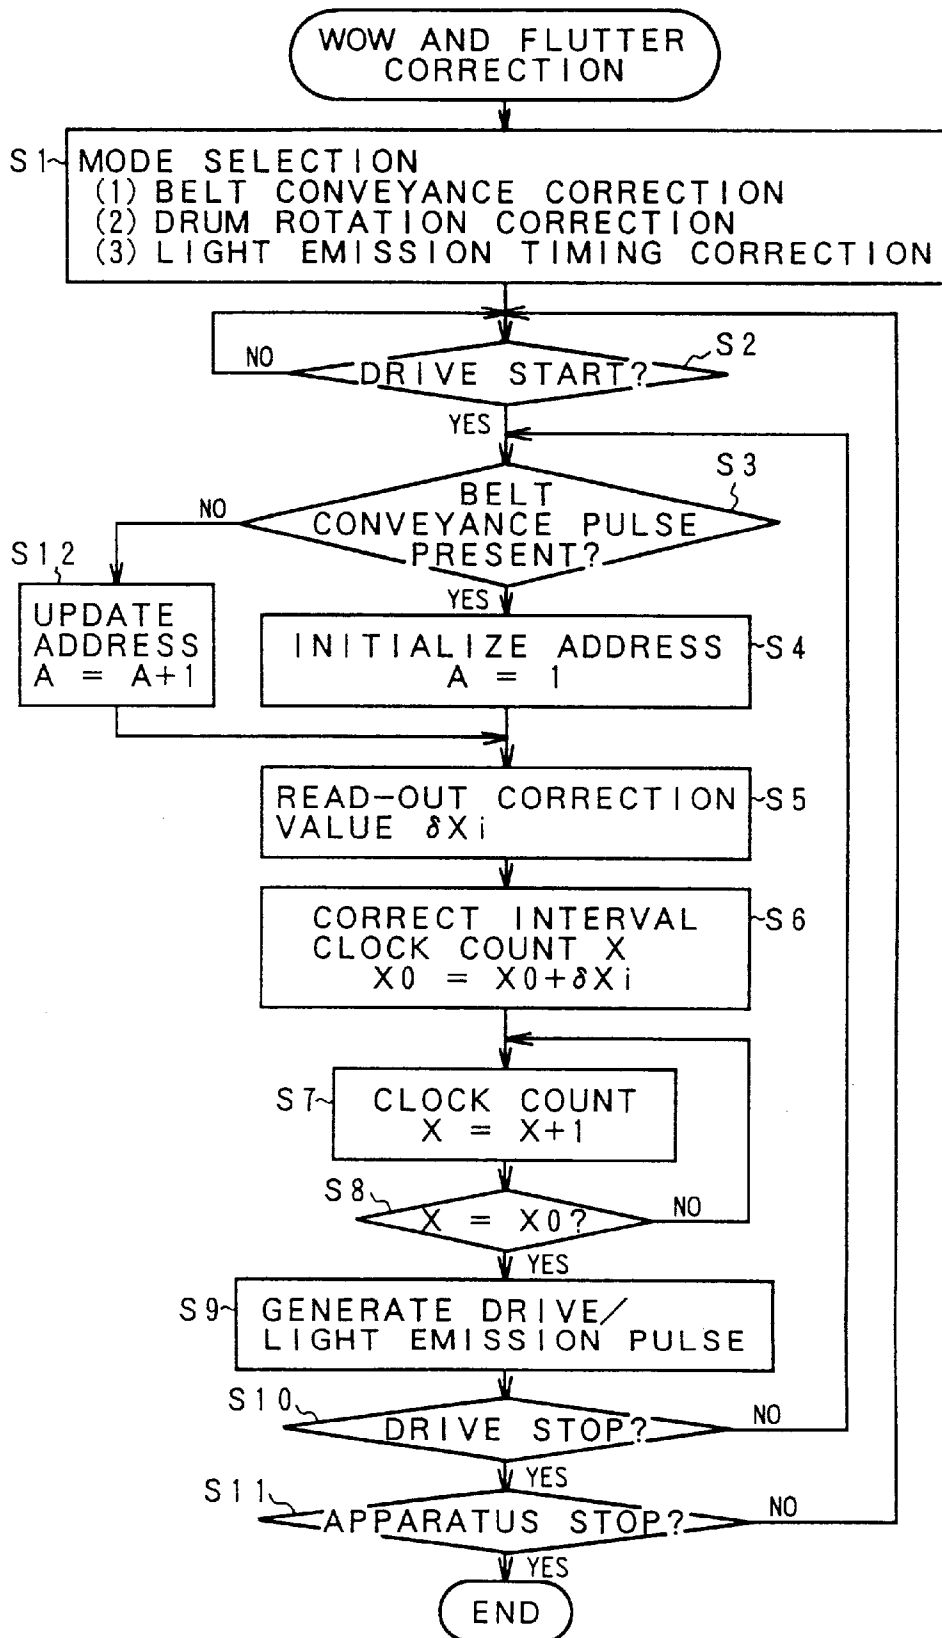 WOW AND FLUTTER
CORRECTION
S1
MODE SELECTION
(1) BELT CONVEYANCE CORRECTION
(2) DRUM ROTATION CORRECTION
(3) LIGHT EMISSION TIMING CORRECTION
S2
NO
DRIVE START?
YES
S3
NO
BELT
CONVEYANCE PULSE
PRESENT?
S12
YES
UPDATE
ADDRESS
A = A+1
INITIALIZE ADDRESS
A = 1
S4
READ-OUT CORRECTION
VALUE δXi
S5
CORRECT INTERVAL
CLOCK COUNT X
X0 = X0+δXi
S6
S7
CLOCK COUNT
X = X+1
S8
X = X0?
NO
YES
S9
GENERATE DRIVE/
LIGHT EMISSION PULSE
S10
DRIVE STOP?
NO
YES
S11
APPARATUS STOP?
NO
YES
END